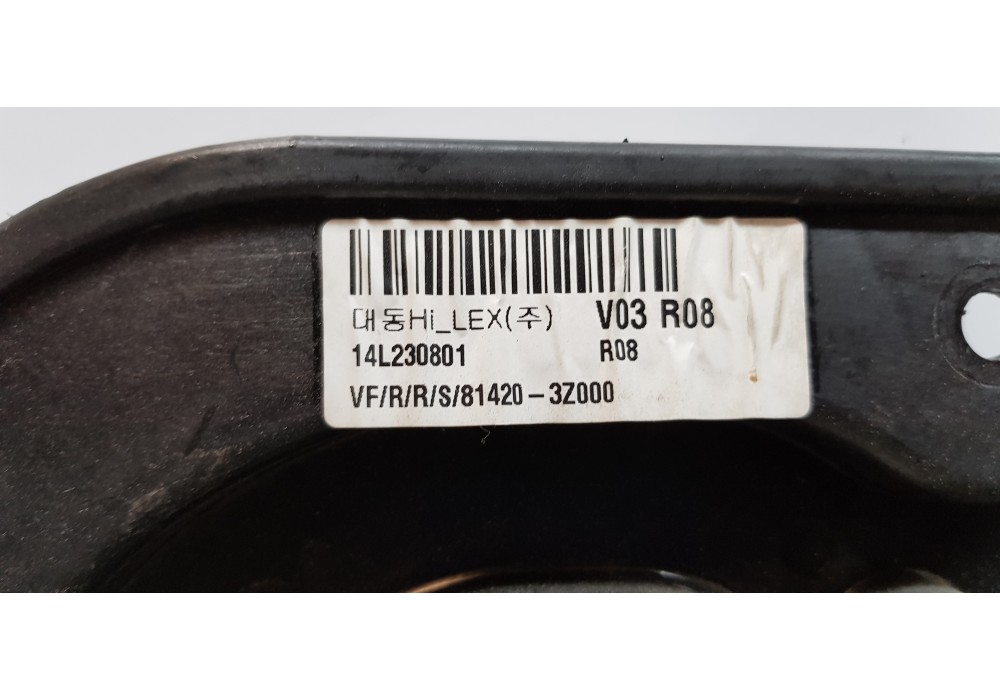 대동Hi_LEX(주) V03 R08
14L230801 R08
VF/R/R/S/81420-3Z000